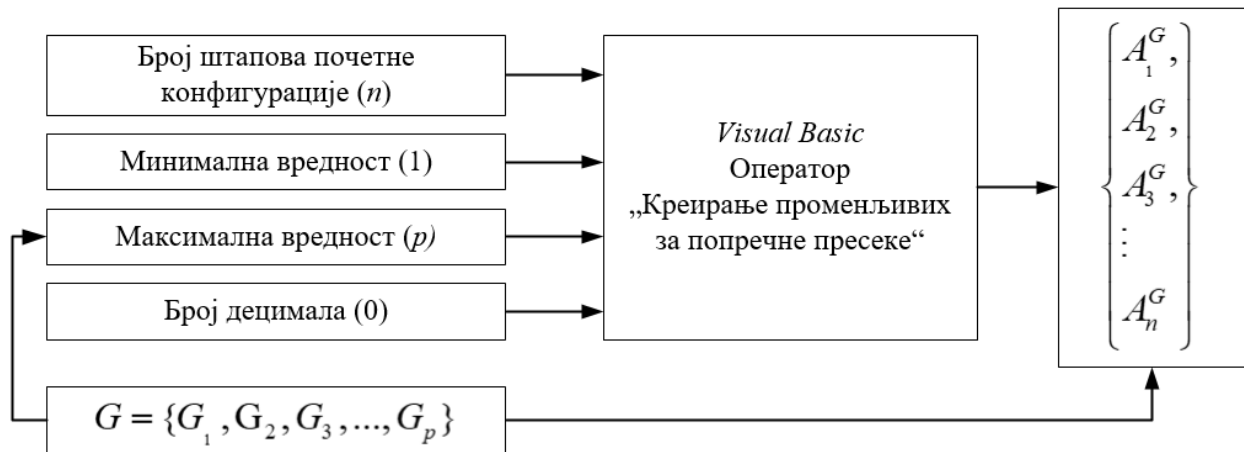 Број штапова почетне
конфигурације (n)
Минимална вредност (1)
Максимална вредност (p)
Број децимала (0)
G = {G₁, G₂, G₃, ..., Gₚ}
Visual Basic
Оператор
„Креирање променљивих
за попречне пресеке“
A₁ᴳ,
A₂ᴳ,
A₃ᴳ,
⋮
Aₙᴳ